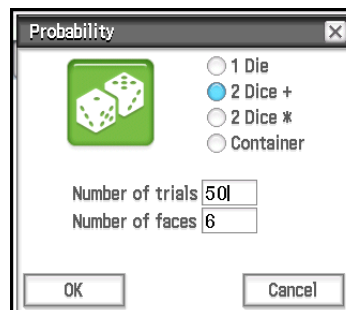 Probability
1 Die
2 Dice +
2 Dice *
Container
Number of trials 50
Number of faces 6
OK Cancel